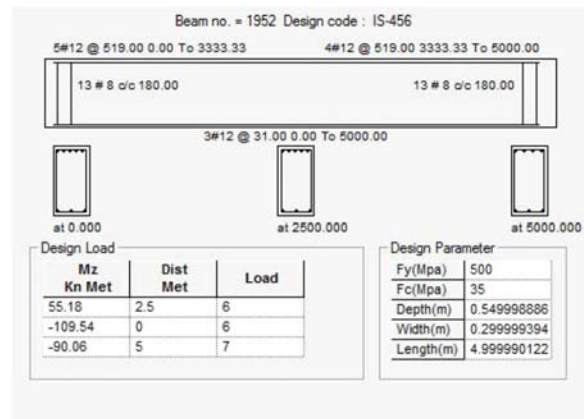 Beam no. = 1952 Design code : IS-456
5#12 @ 519.00 0.00 To 3333.33 4#12 @ 519.00 3333.33 To 5000.00
13 # 8 c/c 180.00 13 # 8 c/c 180.00
3#12 @ 31.00 0.00 To 5000.00
at 0.000 at 2500.000 at 5000.000
Design Load
Mz Kn Met Dist Met Load
55.18 2.5 6
-109.54 0 6
-90.06 5 7
Design Parameter
Fy(Mpa) 500
Fc(Mpa) 35
Depth(m) 0.549998886
Width(m) 0.299999394
Length(m) 4.999990122